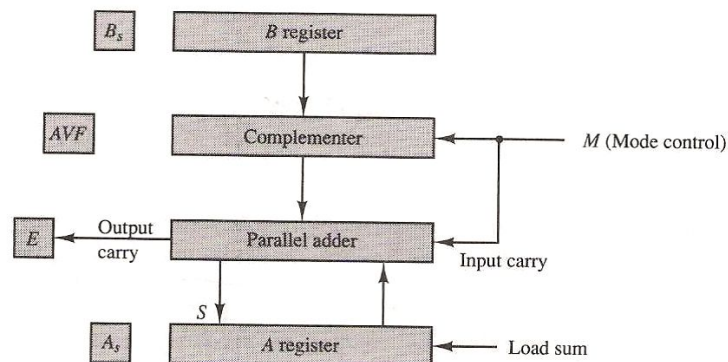 B_s
B register
AVF
Complementer
M (Mode control)
E
Output carry
Parallel adder
Input carry
S
A_s
A register
Load sum